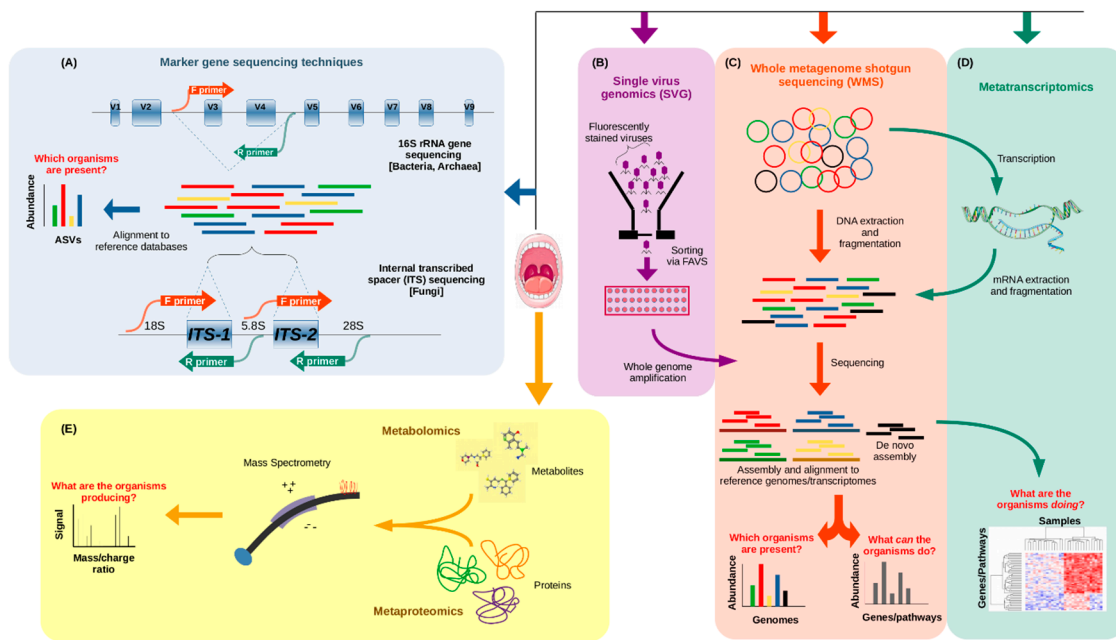 (A)
Marker gene sequencing techniques
F primer
V1 V2 V3 V4 V5 V6 V7 V8 V9
R primer
16S rRNA gene
sequencing
[Bacteria, Archaea]
Which organisms
are present?
Abundance
ASVs
Alignment to
reference databases
Internal transcribed
spacer (ITS) sequencing
[Fungi]
F primer
F primer
18S ITS-1 5.8S ITS-2 28S
R primer
R primer
(B)
Single virus
genomics (SVG)
Fluorescently
stained viruses
Sorting
via FAVS
Whole genome
amplification
(C)
Whole metagenome shotgun
sequencing (WMS)
DNA extraction
and
fragmentation
Sequencing
De novo
assembly
Assembly and alignment to
reference genomes/transcriptomes
Which organisms
are present?
Abundance
Genomes
What can the
organisms do?
Abundance
Genes/pathways
(D)
Metatranscriptomics
Transcription
mRNA extraction
and fragmentation
What are the
organisms doing?
Samples
Genes/Pathways
(E)
Metabolomics
Metabolites
Mass Spectrometry
++
+
- -
What are the organisms
producing?
Signal
Mass/charge
ratio
Proteins
Metaproteomics